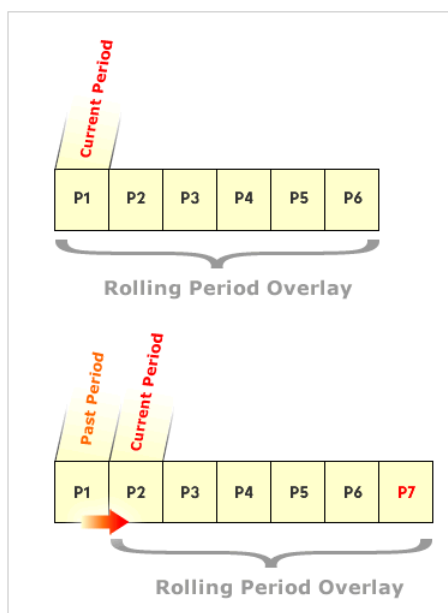 Current Period
P1 P2 P3 P4 P5 P6
Rolling Period Overlay
Past Period Current Period
P1 P2 P3 P4 P5 P6 P7
Rolling Period Overlay